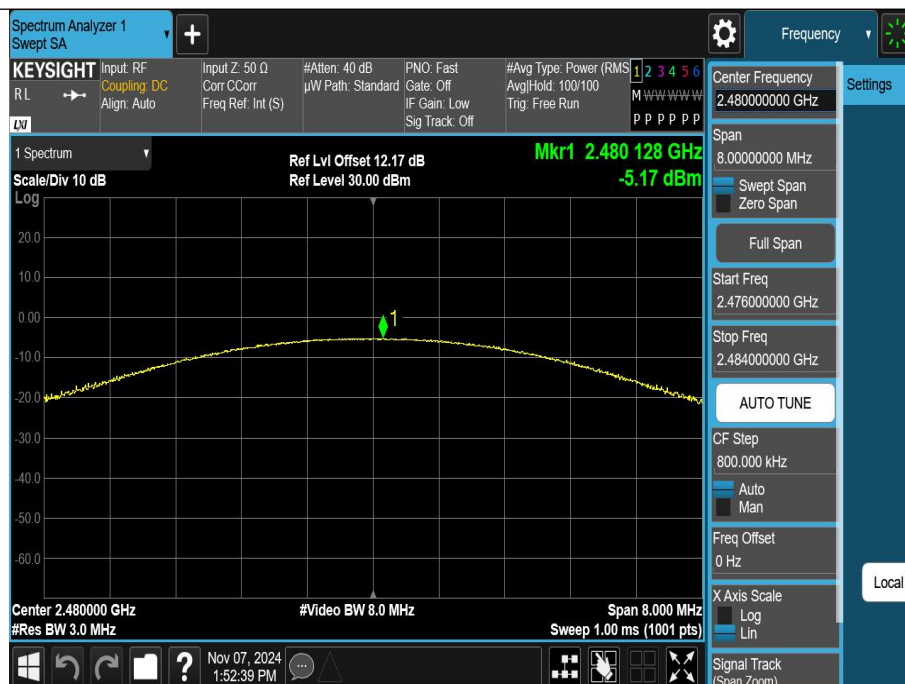 Spectrum Analyzer 1
Swept SA
+
Frequency
KEYSIGHT
RL
LXI
Input: RF
Coupling: DC
Align: Auto
Input Z: 50 Ω
Corr CCorr
Freq Ref: Int (S)
#Atten: 40 dB
µW Path: Standard
PNO: Fast
Gate: Off
IF Gain: Low
Sig Track: Off
#Avg Type: Power (RMS
Avg|Hold: 100/100
Trig: Free Run
1 2 3 4 5 6
M W W W W W
P P P P P P
1 Spectrum
Scale/Div 10 dB
Log
Ref Lvl Offset 12.17 dB
Ref Level 30.00 dBm
Mkr1 2.480 128 GHz
-5.17 dBm
20.0
10.0
0.00
1
-10.0
-20.0
-30.0
-40.0
-50.0
-60.0
Center 2.480000 GHz
#Res BW 3.0 MHz
#Video BW 8.0 MHz
Span 8.000 MHz
Sweep 1.00 ms (1001 pts)
?
Nov 07, 2024
1:52:39 PM
Center Frequency
2.480000000 GHz
Span
8.00000000 MHz
Swept Span
Zero Span
Full Span
Start Freq
2.476000000 GHz
Stop Freq
2.484000000 GHz
AUTO TUNE
CF Step
800.000 kHz
Auto
Man
Freq Offset
0 Hz
X Axis Scale
Log
Lin
Signal Track
(Span Zoom)
Settings
Local